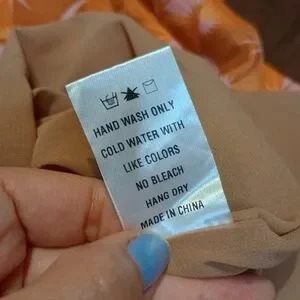 HAND WASH ONLY
COLD WATER WITH
LIKE COLORS
NO BLEACH
HANG DRY
MADE IN CHINA